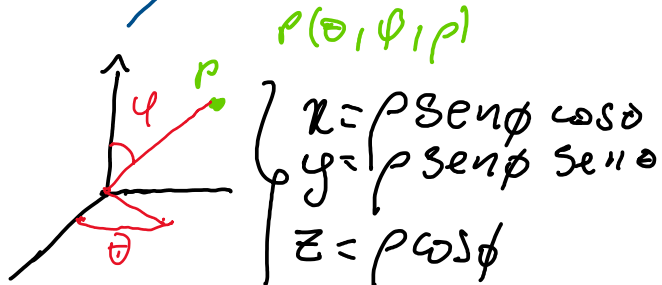 P(θ, φ, ρ)
P
φ
x = ρ senφ cosθ
y = ρ senφ senθ
z = ρ cosφ
θ